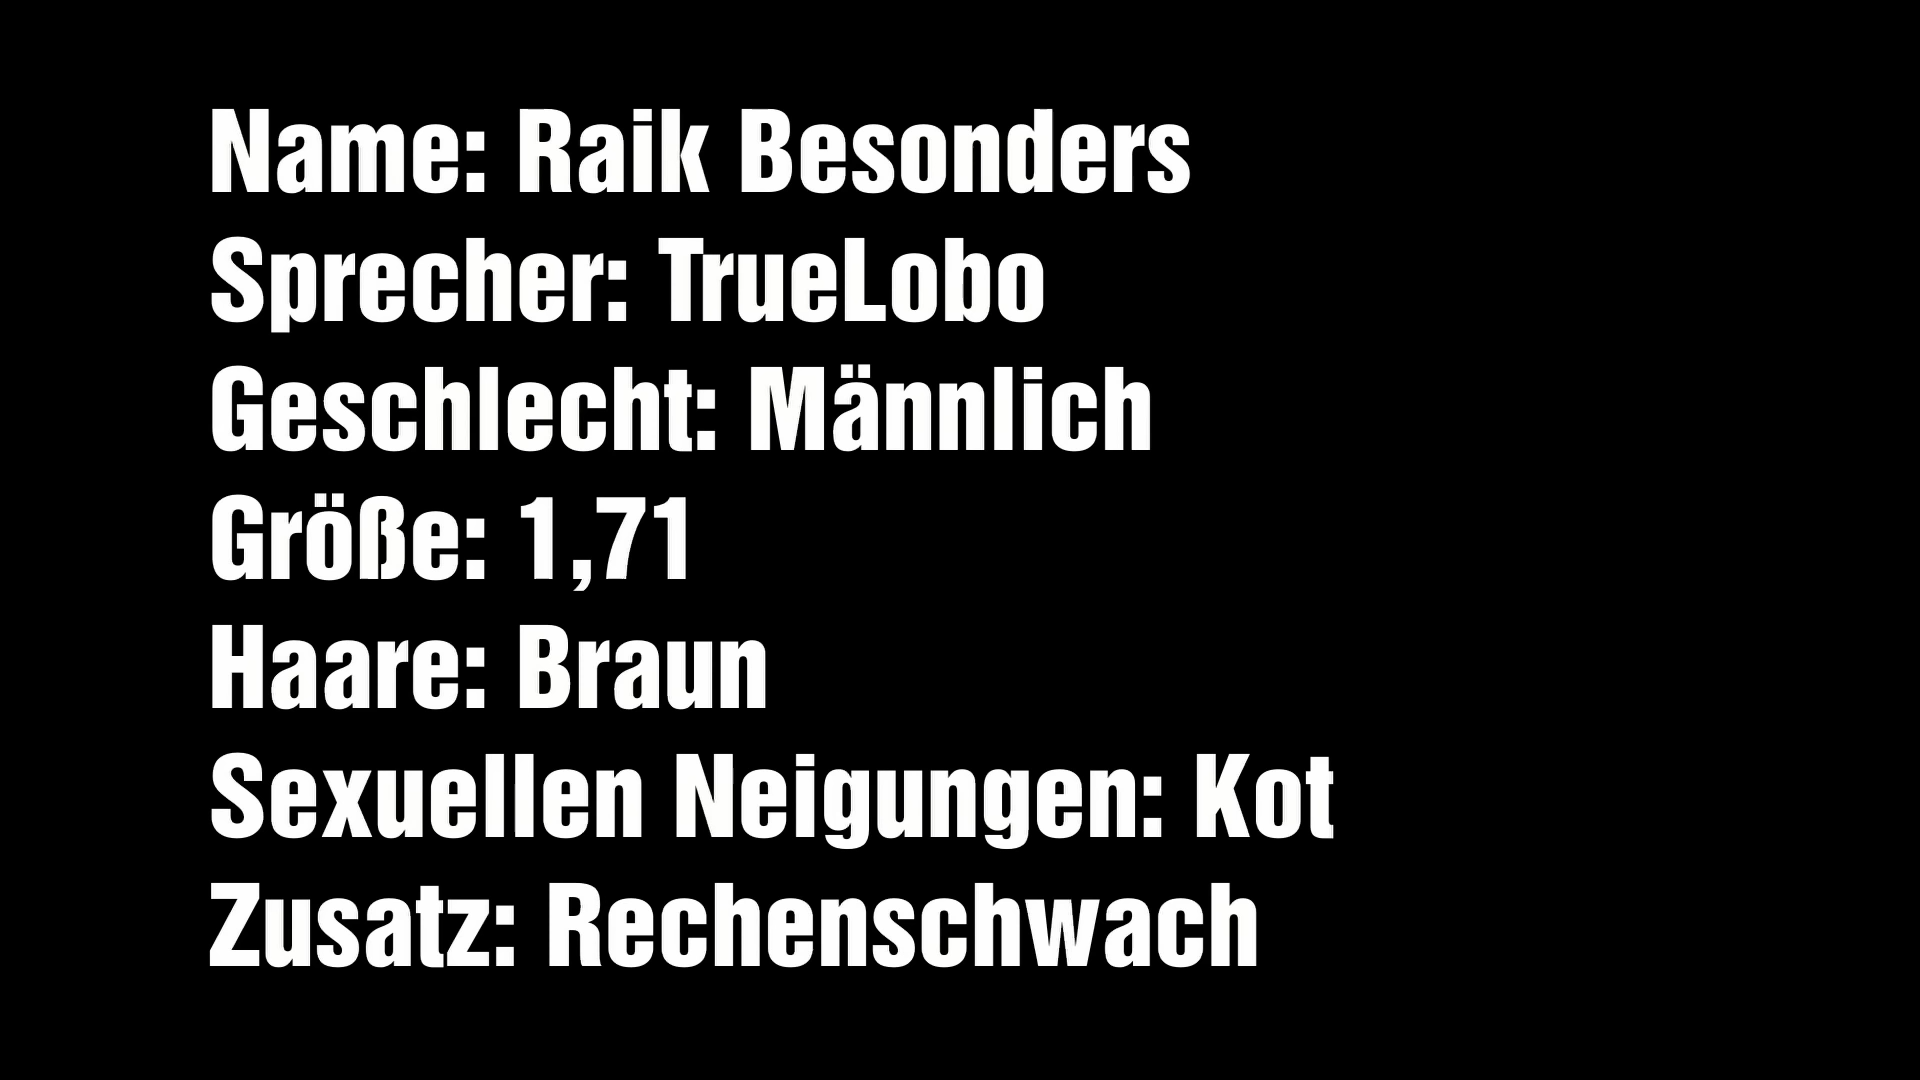 Name: Raik Besonders
Sprecher: TrueLobo
Geschlecht: Männlich
Größe: 1,71
Haare: Braun
Sexuellen Neigungen: Kot
Zusatz: Rechenschwach